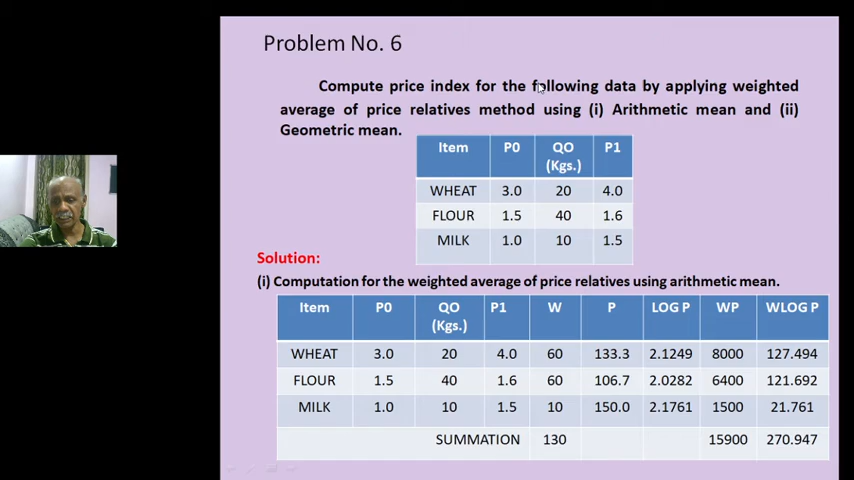 Problem No. 6
Compute price index for the following data by applying weighted
average of price relatives method using (i) Arithmetic mean and (ii)
Geometric mean.
Item P0 QO (Kgs.) P1
WHEAT 3.0 20 4.0
FLOUR 1.5 40 1.6
MILK 1.0 10 1.5
Solution:
(i) Computation for the weighted average of price relatives using arithmetic mean.
Item P0 QO (Kgs.) P1 W P LOG P WP WLOG P
WHEAT 3.0 20 4.0 60 133.3 2.1249 8000 127.494
FLOUR 1.5 40 1.6 60 106.7 2.0282 6400 121.692
MILK 1.0 10 1.5 10 150.0 2.1761 1500 21.761
SUMMATION 130 15900 270.947